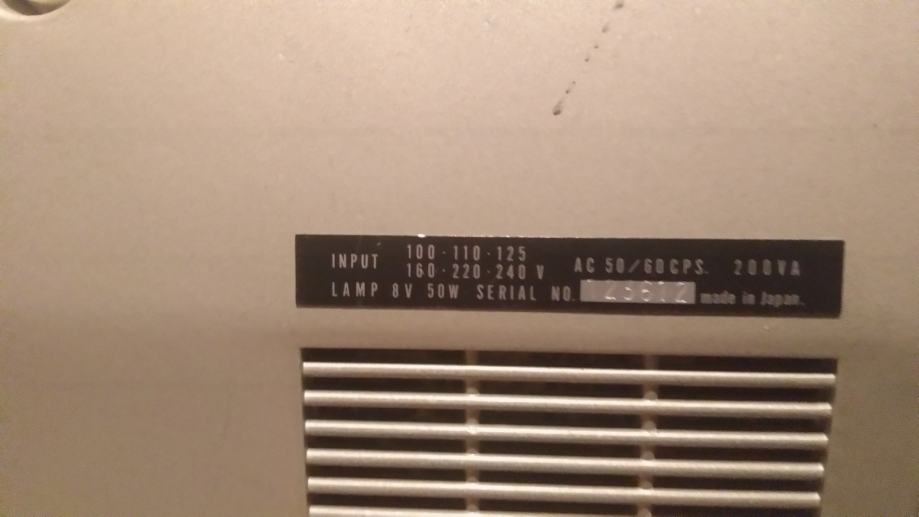 INPUT 100·110·125
160·220·240 V AC 50/60CPS. 200VA
LAMP 8V 50W SERIAL NO. made in Japan.